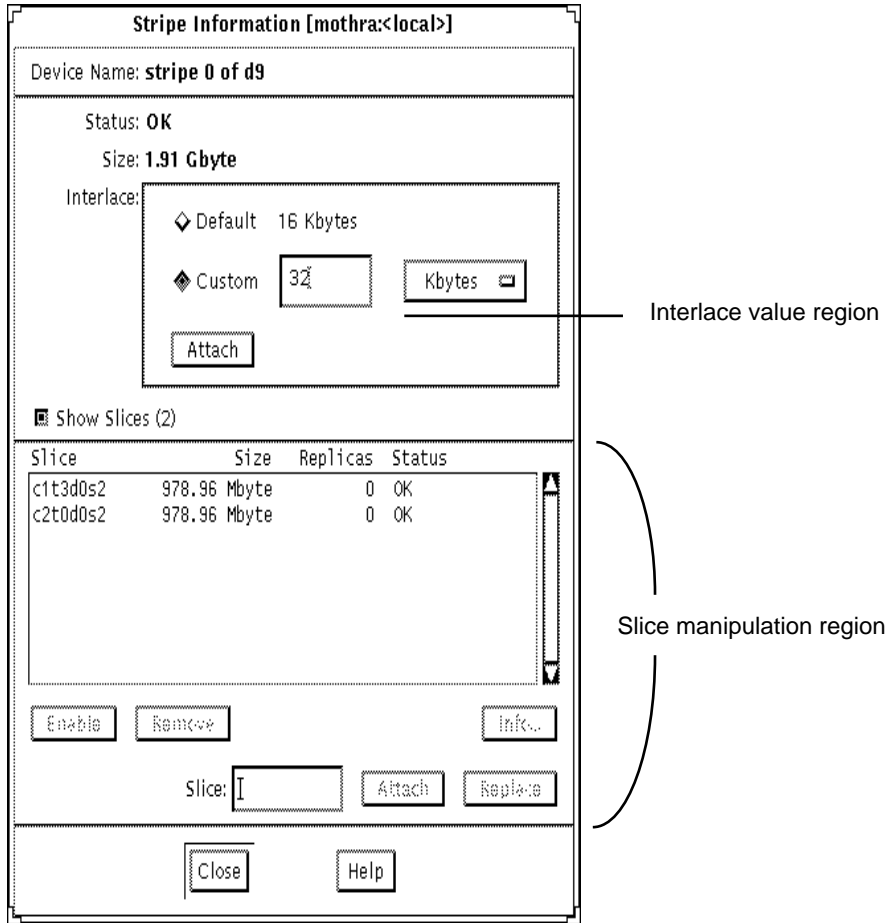 Stripe Information [mothra:<local>]
Device Name: stripe 0 of d9
Status: OK
Size: 1.91 Gbyte
Interlace:
Default 16 Kbytes
Custom 32 Kbytes
Interlace value region
Attach
Show Slices (2)
Slice Size Replicas Status
c1t3d0s2 978.96 Mbyte 0 OK
c2t0d0s2 978.96 Mbyte 0 OK
Slice manipulation region
Enable Remove Info...
Slice: Attach Replace
Close Help